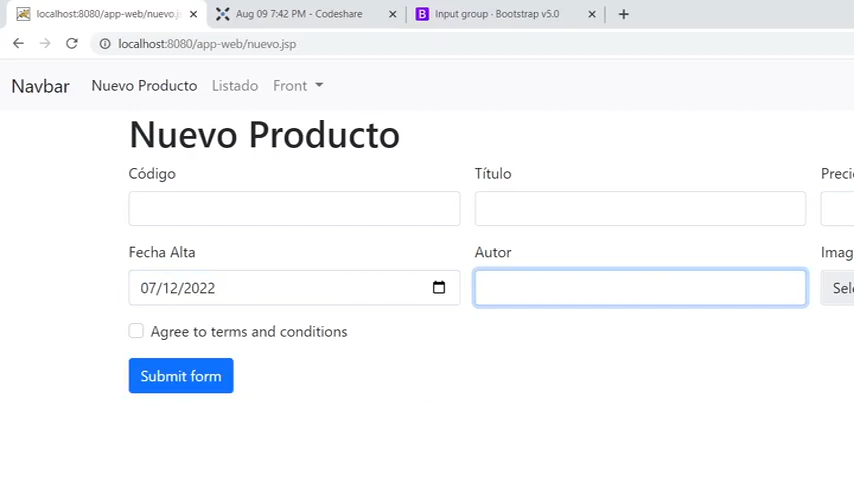 localhost:8080/app-web/nuevo.js
Aug 09 7:42 PM - Codeshare
B Input group · Bootstrap v5.0
localhost:8080/app-web/nuevo.jsp
Navbar Nuevo Producto Listado Front
Nuevo Producto
Código Título Preci
Fecha Alta Autor Imag
07/12/2022 Sele
Agree to terms and conditions
Submit form